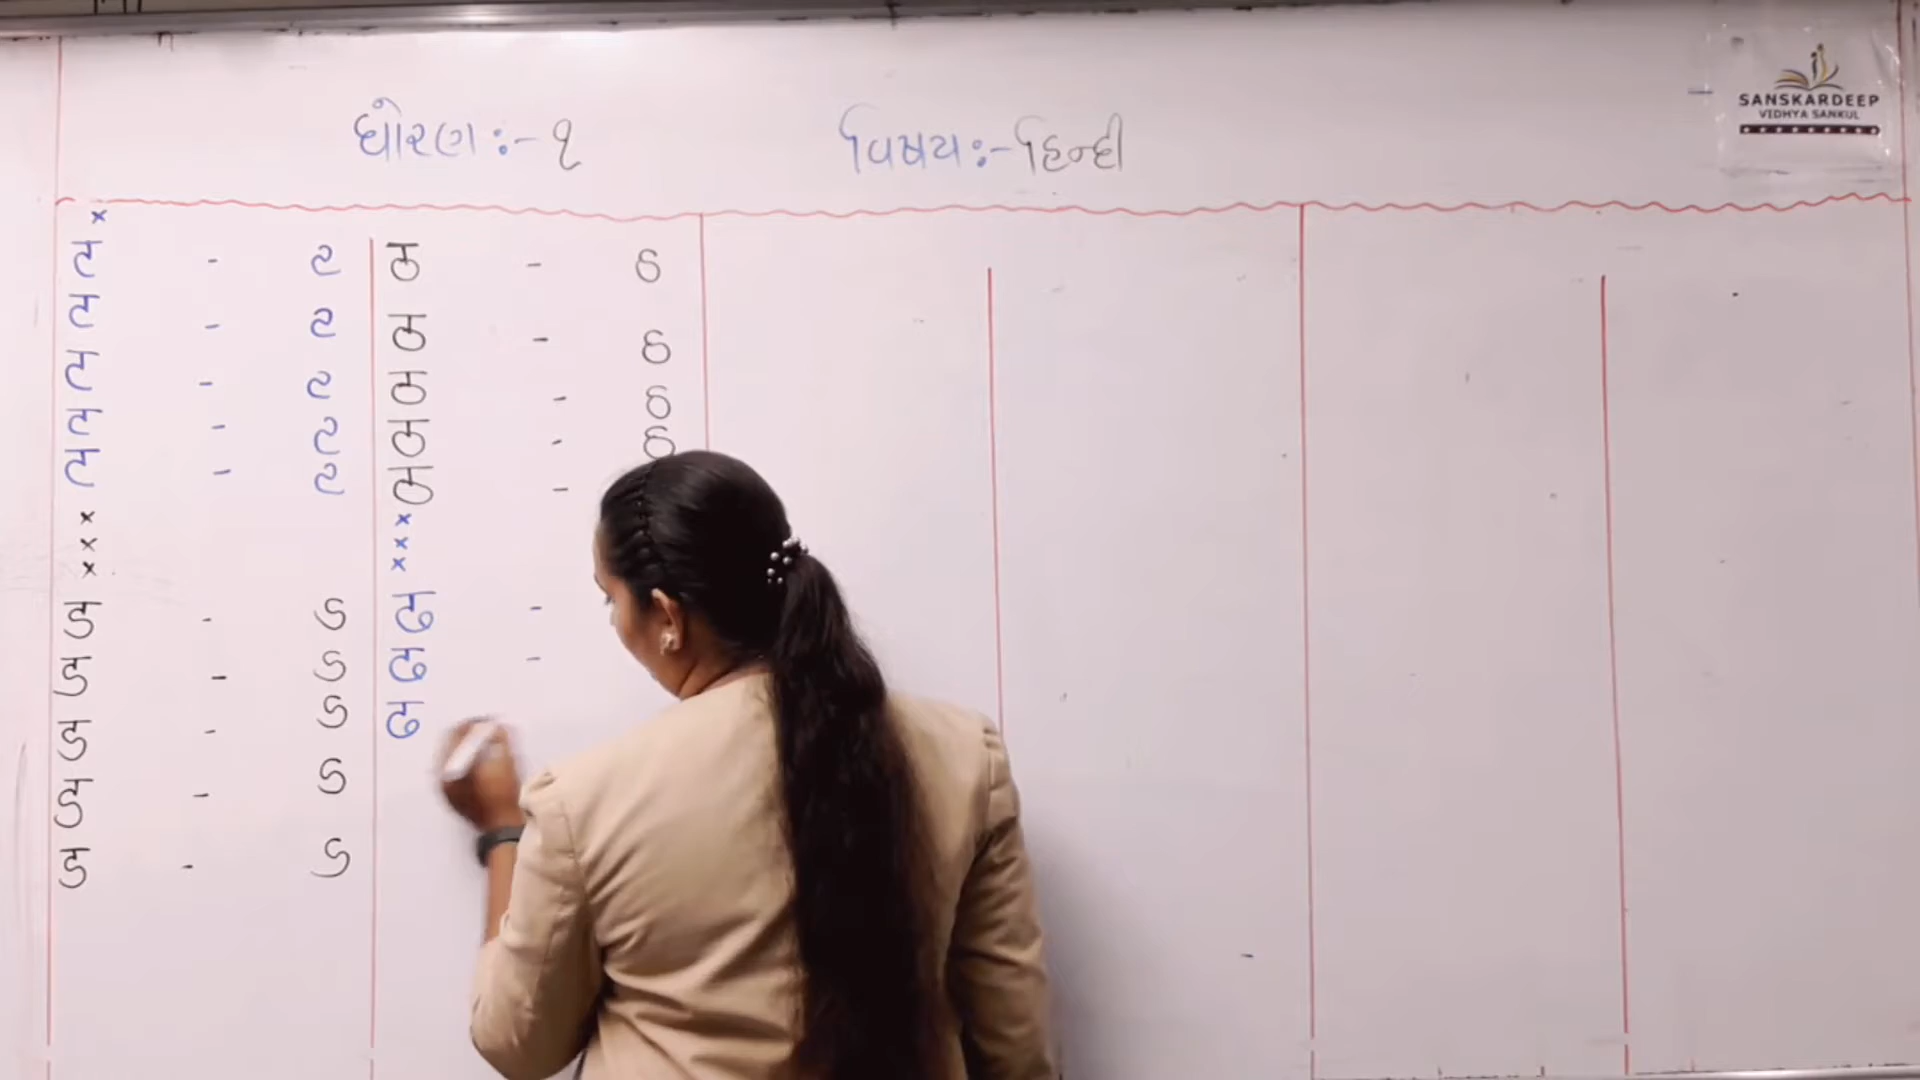 ધોરણ :- ૧
વિષય :- હિન્દી
SANSKARDEEP
VIDHYA SANKUL
×
ट - ટ
ट - ટ
ट - ટ
ट - ટ
ट - ટ
×××
ड - ડ
ड - ડ
ड - ડ
ड - ડ
ड - ડ
ठ - ઠ
ठ - ઠ
ठ - ઠ
ठ - ઠ
ठ -
×××
ढ -
ढ -
ढ